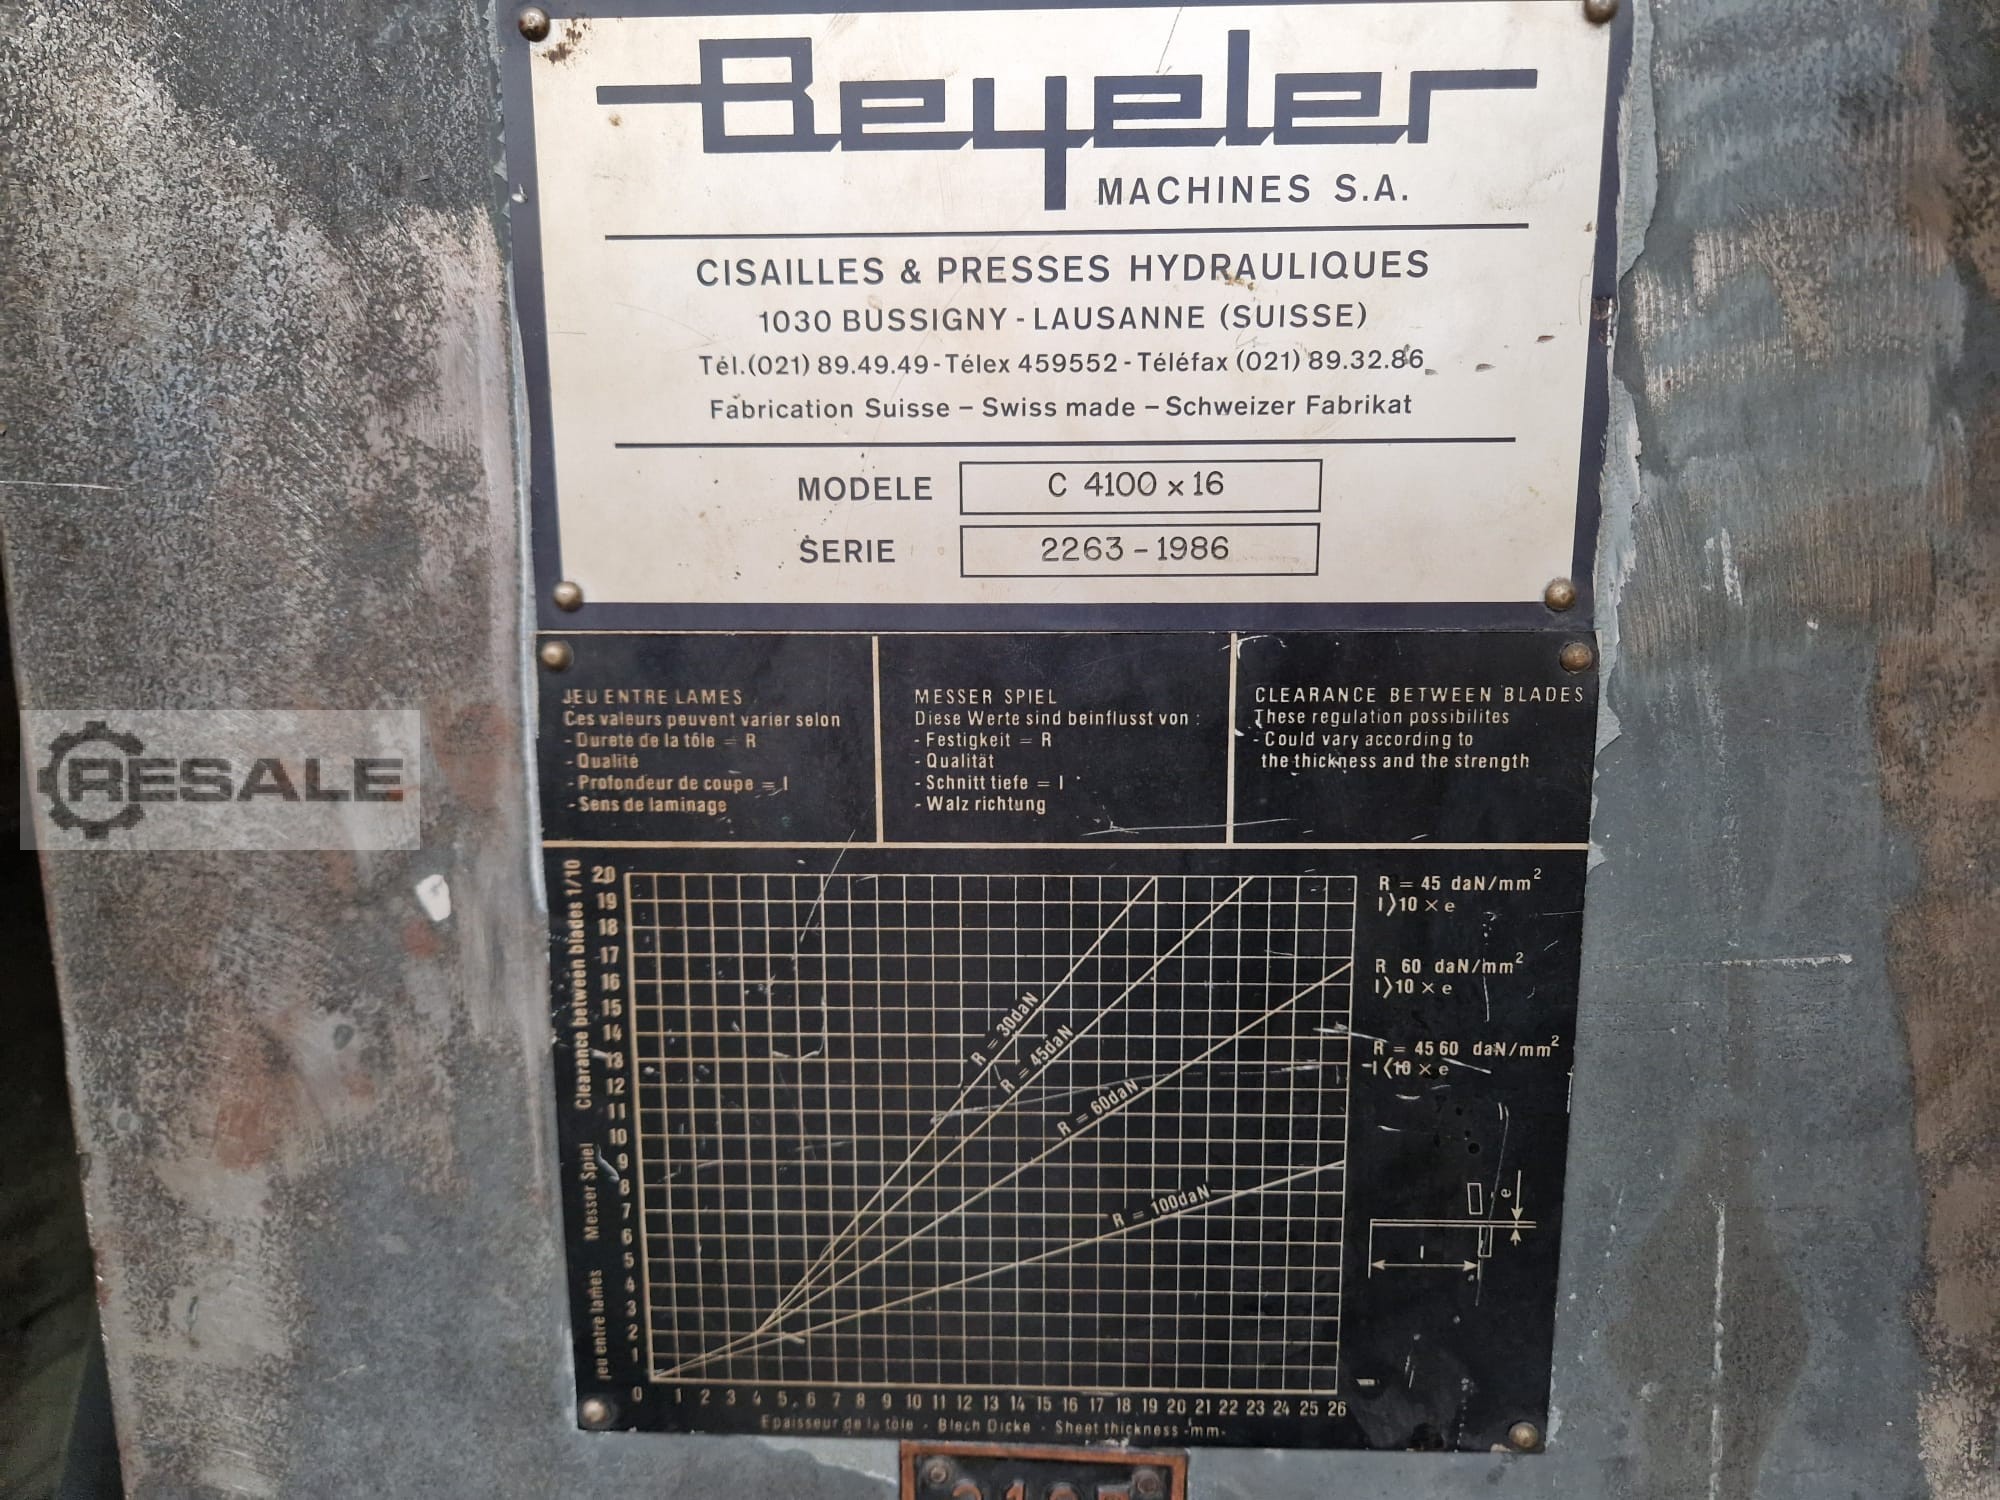 Beyeler
MACHINES S.A.
CISAILLES & PRESSES HYDRAULIQUES
1030 BUSSIGNY - LAUSANNE (SUISSE)
Tél.(021) 89.49.49 - Télex 459552 - Téléfax (021) 89.32.86
Fabrication Suisse – Swiss made – Schweizer Fabrikat
MODELE C 4100 x 16
SERIE 2263 - 1986
JEU ENTRE LAMES
Ces valeurs peuvent varier selon
- Dureté de la tôle = R
- Qualité
- Profondeur de coupe = l
- Sens de laminage
MESSER SPIEL
Diese Werte sind beinflusst von :
- Festigkeit = R
- Qualität
- Schnitt tiefe = l
- Walz richtung
CLEARANCE BETWEEN BLADES
These regulation possibilites
- Could vary according to
the thickness and the strength
RESALE
jeu entre lames Messer Spiel Clearance between blades 1/10
20
19
18
17
16
15
14
13
12
11
10
9
8
7
6
5
4
3
2
1
0 1 2 3 4 5 6 7 8 9 10 11 12 13 14 15 16 17 18 19 20 21 22 23 24 25 26
Epaisseur de la tôle - Blech Dicke - Sheet thickness -mm-
R = 30daN
R = 45daN
R = 60daN
R = 100daN
R = 45 daN/mm²
l⟩10 × e
R 60 daN/mm²
l⟩10 × e
R = 45 60 daN/mm²
l⟨10 × e
e
l